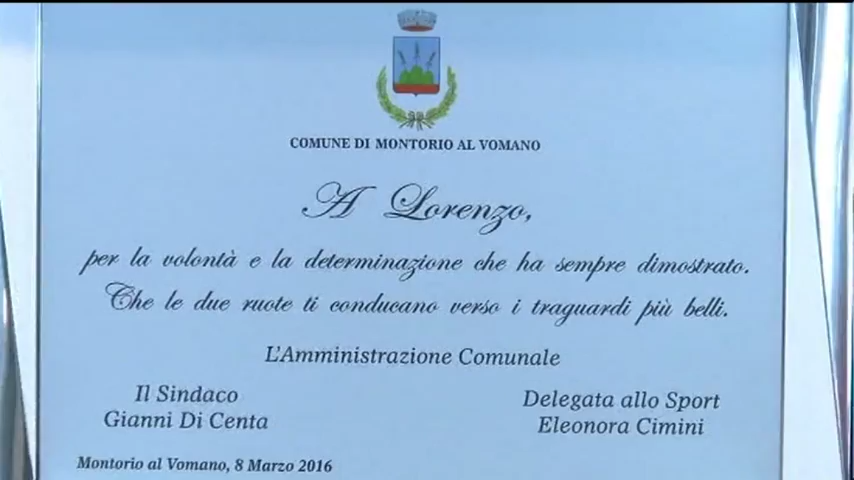 COMUNE DI MONTORIO AL VOMANO
A Lorenzo,
per la volontà e la determinazione che ha sempre dimostrato.
Che le due ruote ti conducano verso i traguardi più belli.
L'Amministrazione Comunale
Il Sindaco
Gianni Di Centa
Delegata allo Sport
Eleonora Cimini
Montorio al Vomano, 8 Marzo 2016